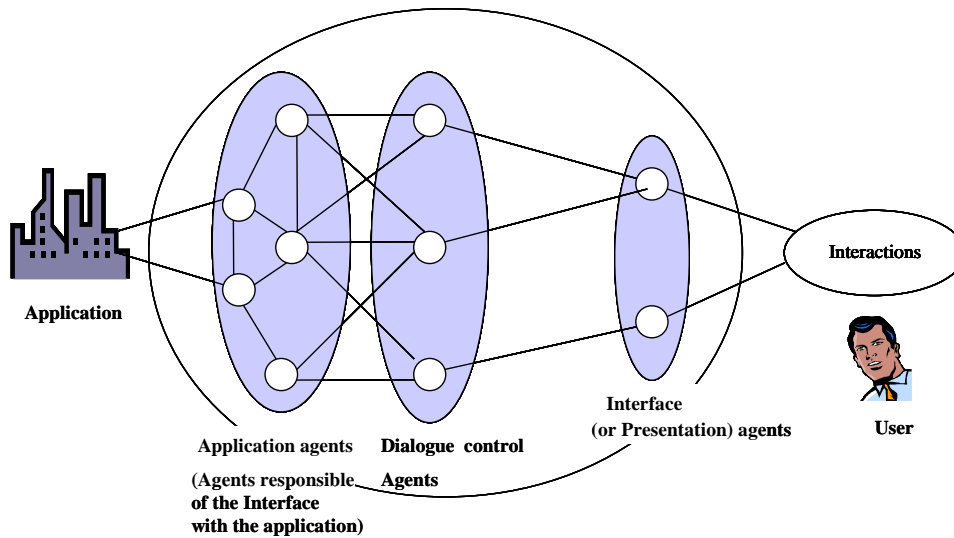 Interactions
Application
User
Interface
(or Presentation) agents
Application agents
(Agents responsible
of the Interface
with the application)
Dialogue control
Agents